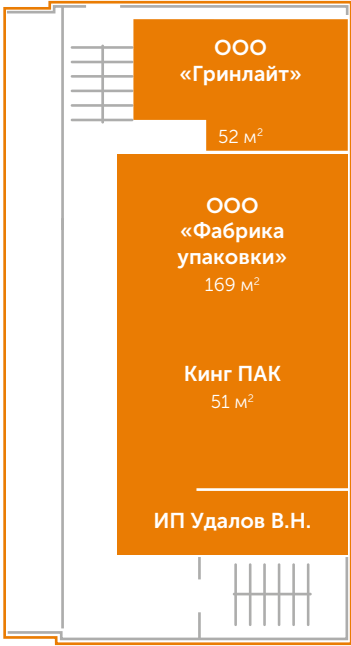 ООО
«Гринлайт»
52 м²
ООО
«Фабрика
упаковки»
169 м²
Кинг ПАК
51 м²
ИП Удалов В.Н.